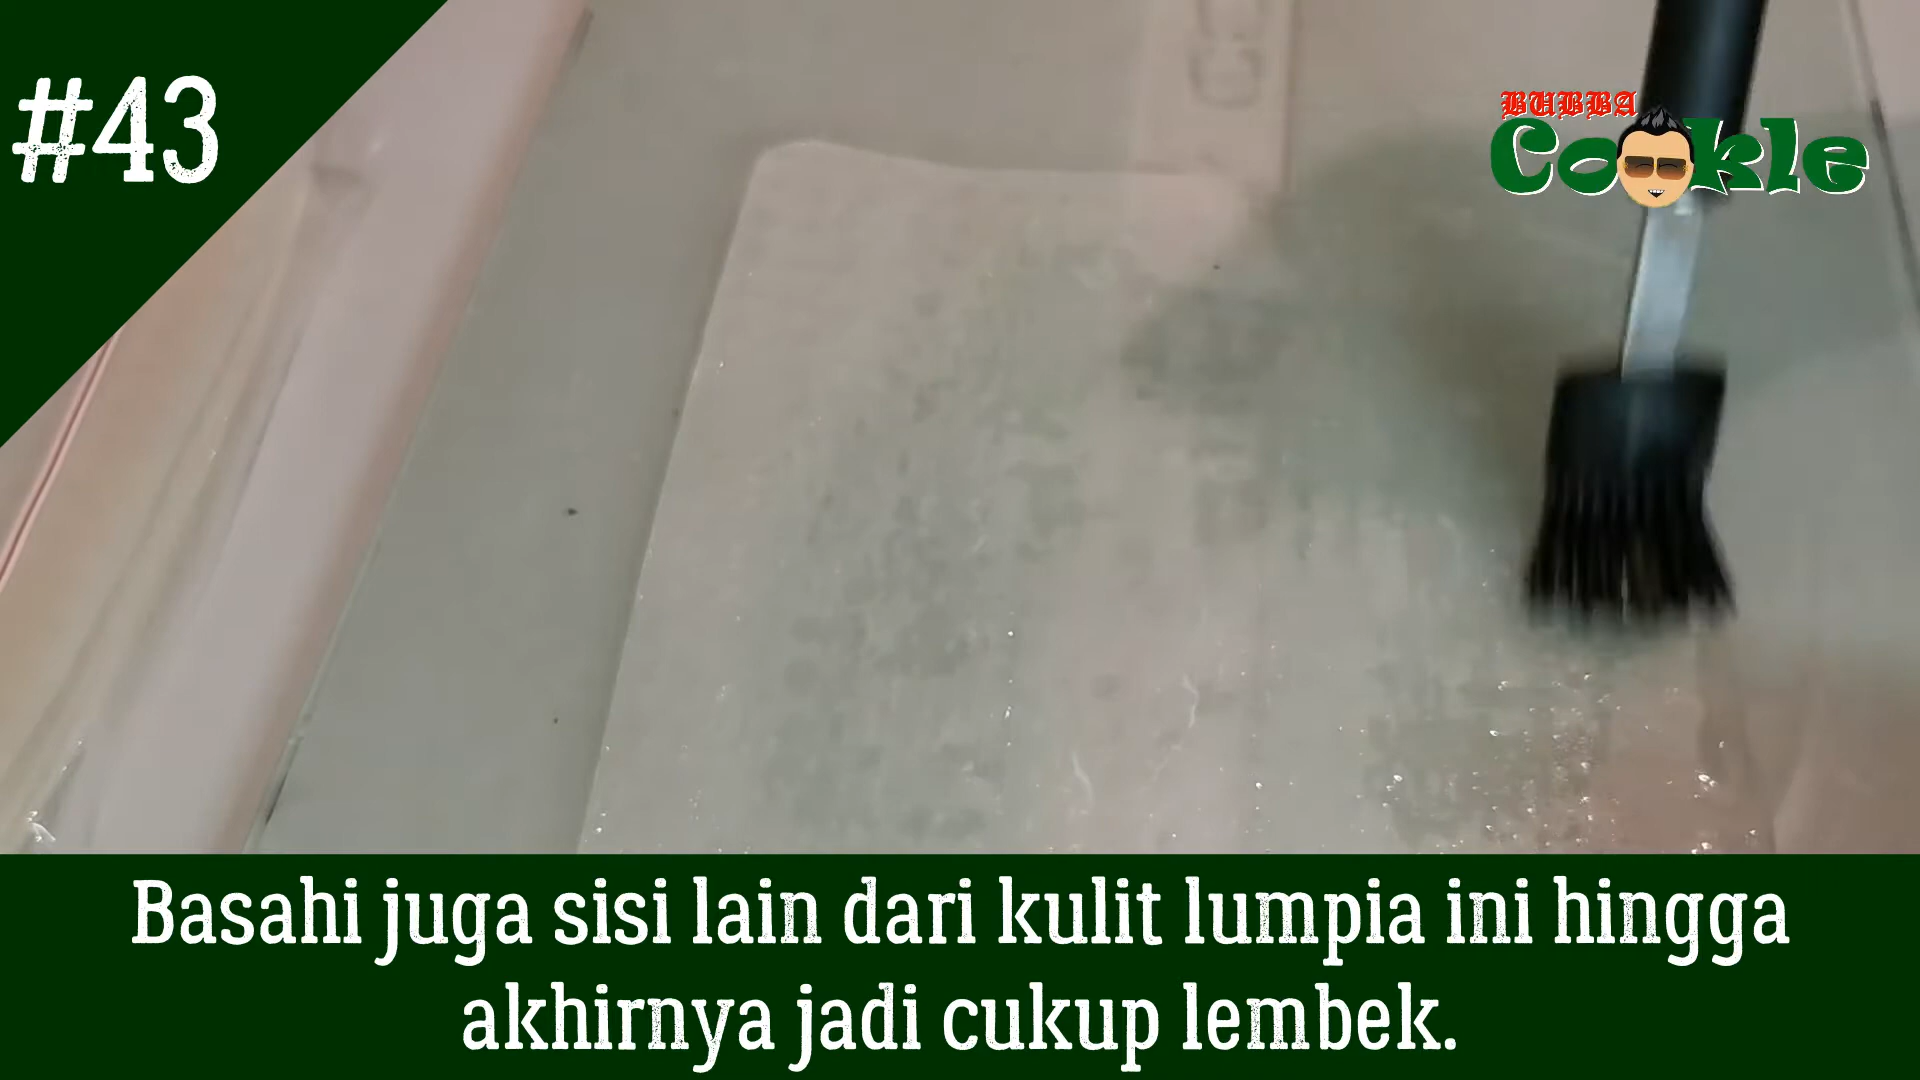 #43
BUBBA
Cookle
Basahi juga sisi lain dari kulit lumpia ini hingga
akhirnya jadi cukup lembek.